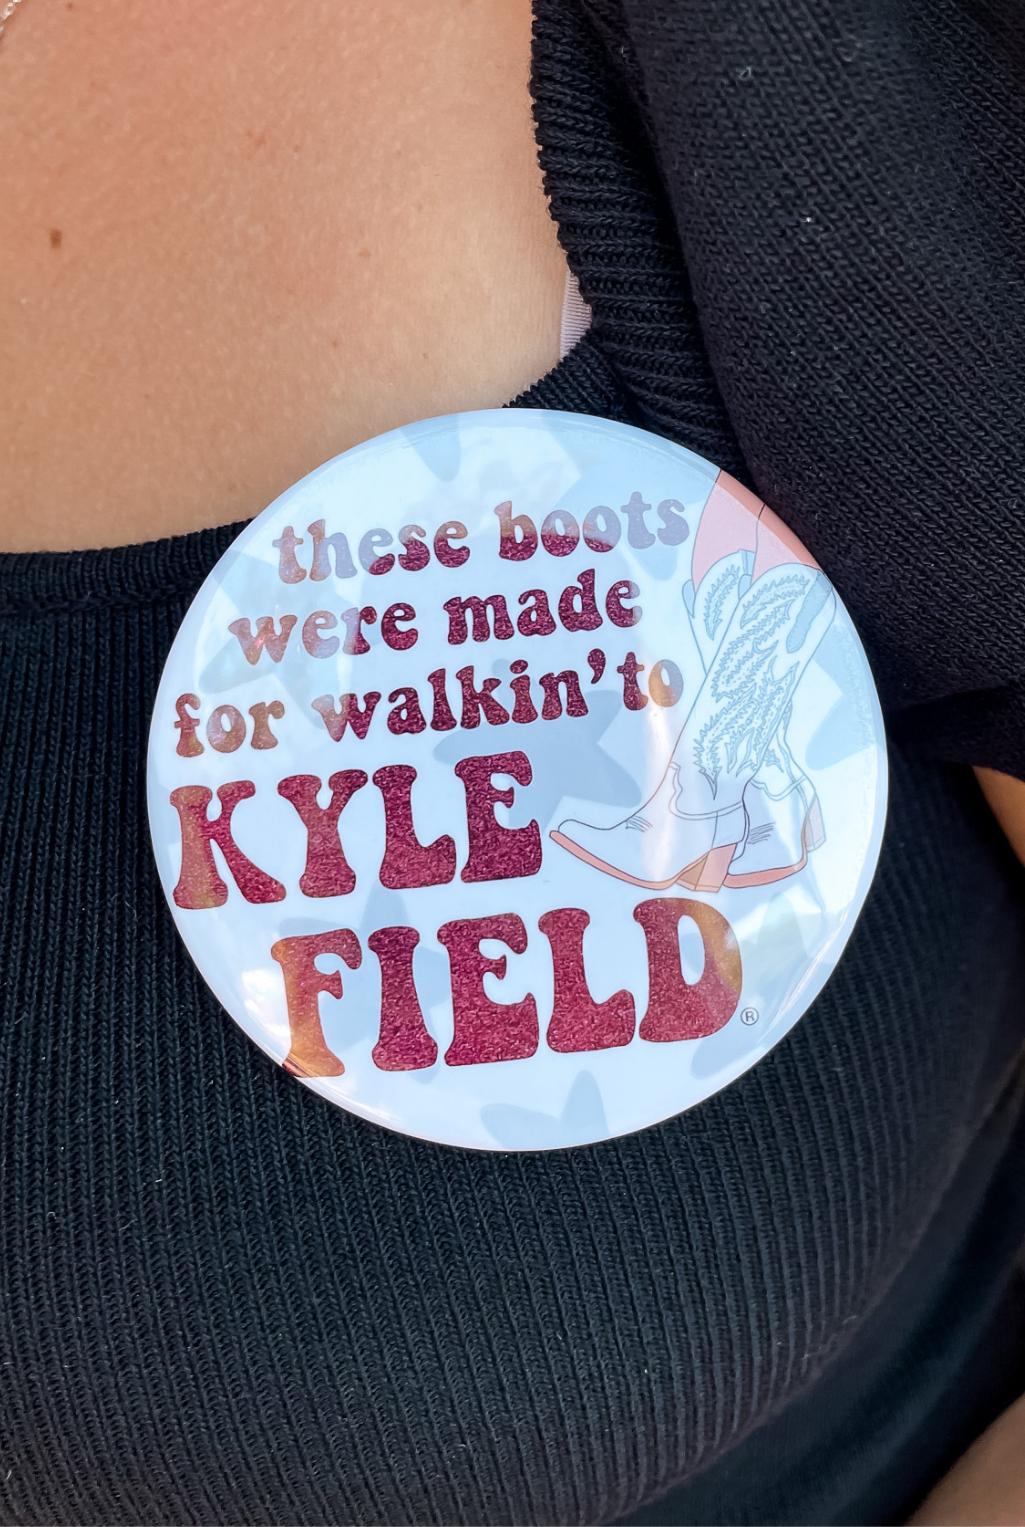 these boots
were made
for walkin' to
KYLE
FIELD
®